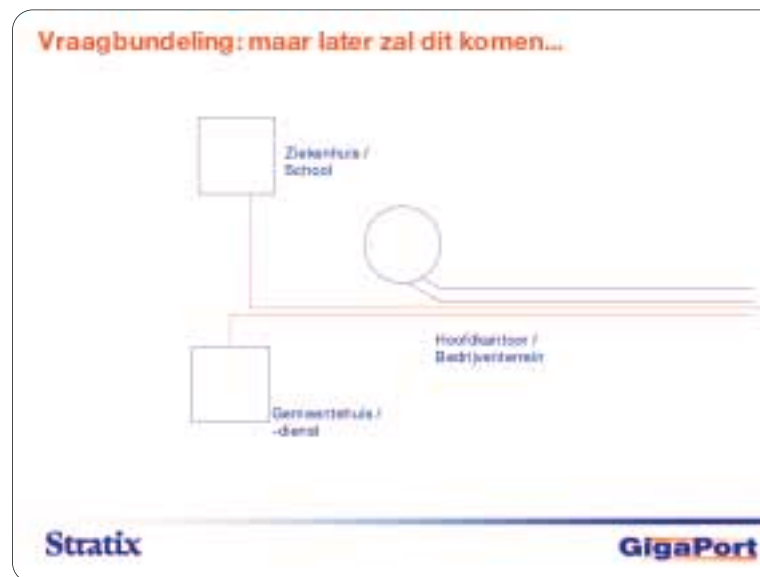 Vraagbundeling: maar later zal dit komen...
Ziekenhuis /
School
Hoofdkantoor /
Bedrijventerrein
Gemeentehuis /
-dienst
Stratix
GigaPort